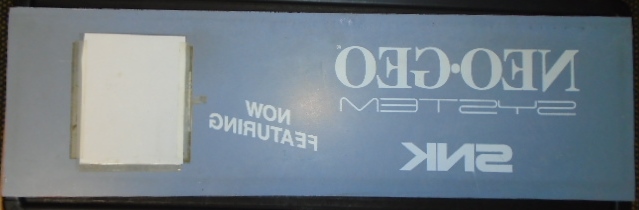 NEO•GEO
SYSTEM
NOW
FEATURING
SNK